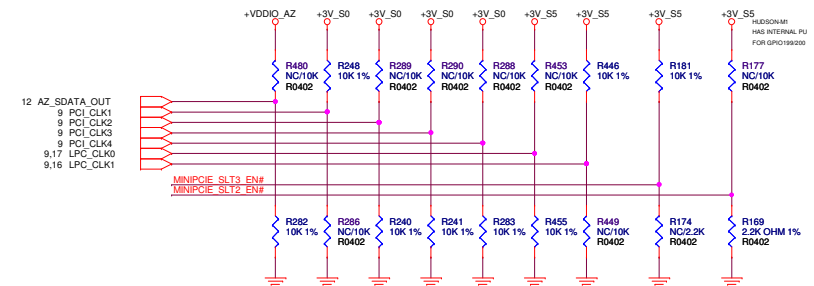 +VDDIO_AZ +3V_S0 +3V_S0 +3V_S0 +3V_S0 +3V_S5 +3V_S5 +3V_S5 +3V_S5
HUDSON-M1
HAS INTERNAL PU
FOR GPIO199/200
R480 R248 R289 R290 R288 R453 R446 R181 R177
NC/10K 10K 1% NC/10K NC/10K NC/10K NC/10K 10K 1% 10K 1% NC/10K
R0402 R0402 R0402 R0402 R0402 R0402
12 AZ_SDATA_OUT
9 PCI_CLK1
9 PCI_CLK2
9 PCI_CLK3
9 PCI_CLK4
9,17 LPC_CLK0
9,16 LPC_CLK1
MINIPCIE_SLT3_EN#
MINIPCIE_SLT2_EN#
R282 R286 R240 R241 R283 R455 R449 R174 R169
10K 1% NC/10K 10K 1% 10K 1% 10K 1% 10K 1% NC/10K NC/2.2K 2.2K OHM 1%
R0402 R0402 R0402 R0402